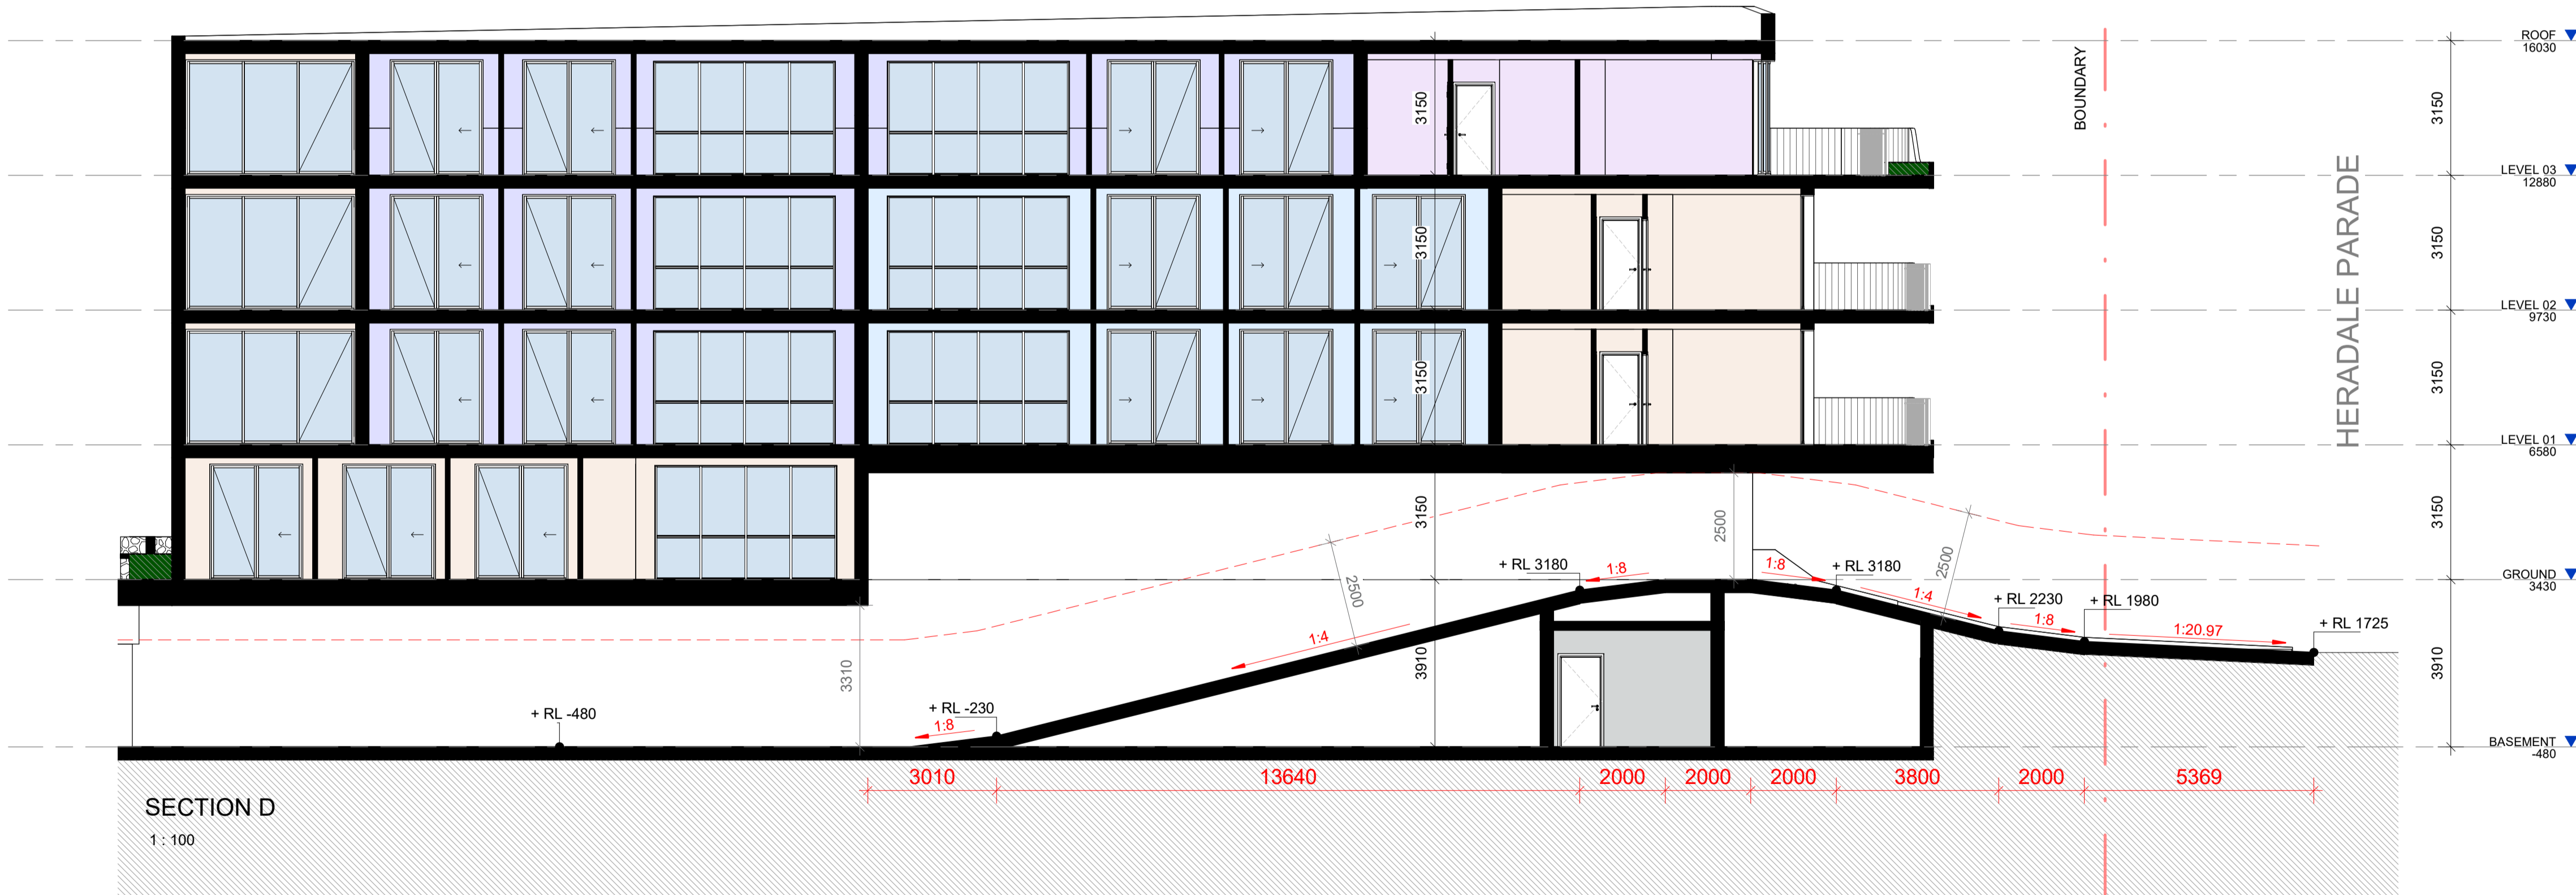 ROOF
16030
BOUNDARY
3150
3150
LEVEL 03
12880
HERADALE PARADE
3150
3150
LEVEL 02
9730
3150
3150
LEVEL 01
6580
3150
2500
3150
2500
2500
+ RL 3180
1:8
1:8
+ RL 3180
GROUND
3430
1:4
+ RL 2230
+ RL 1980
1:8
1:20.97
+ RL 1725
1:4
3310
3910
3910
+ RL -480
+ RL -230
1:8
BASEMENT
-480
3010
13640
2000
2000
2000
3800
2000
5369
SECTION D
1 : 100